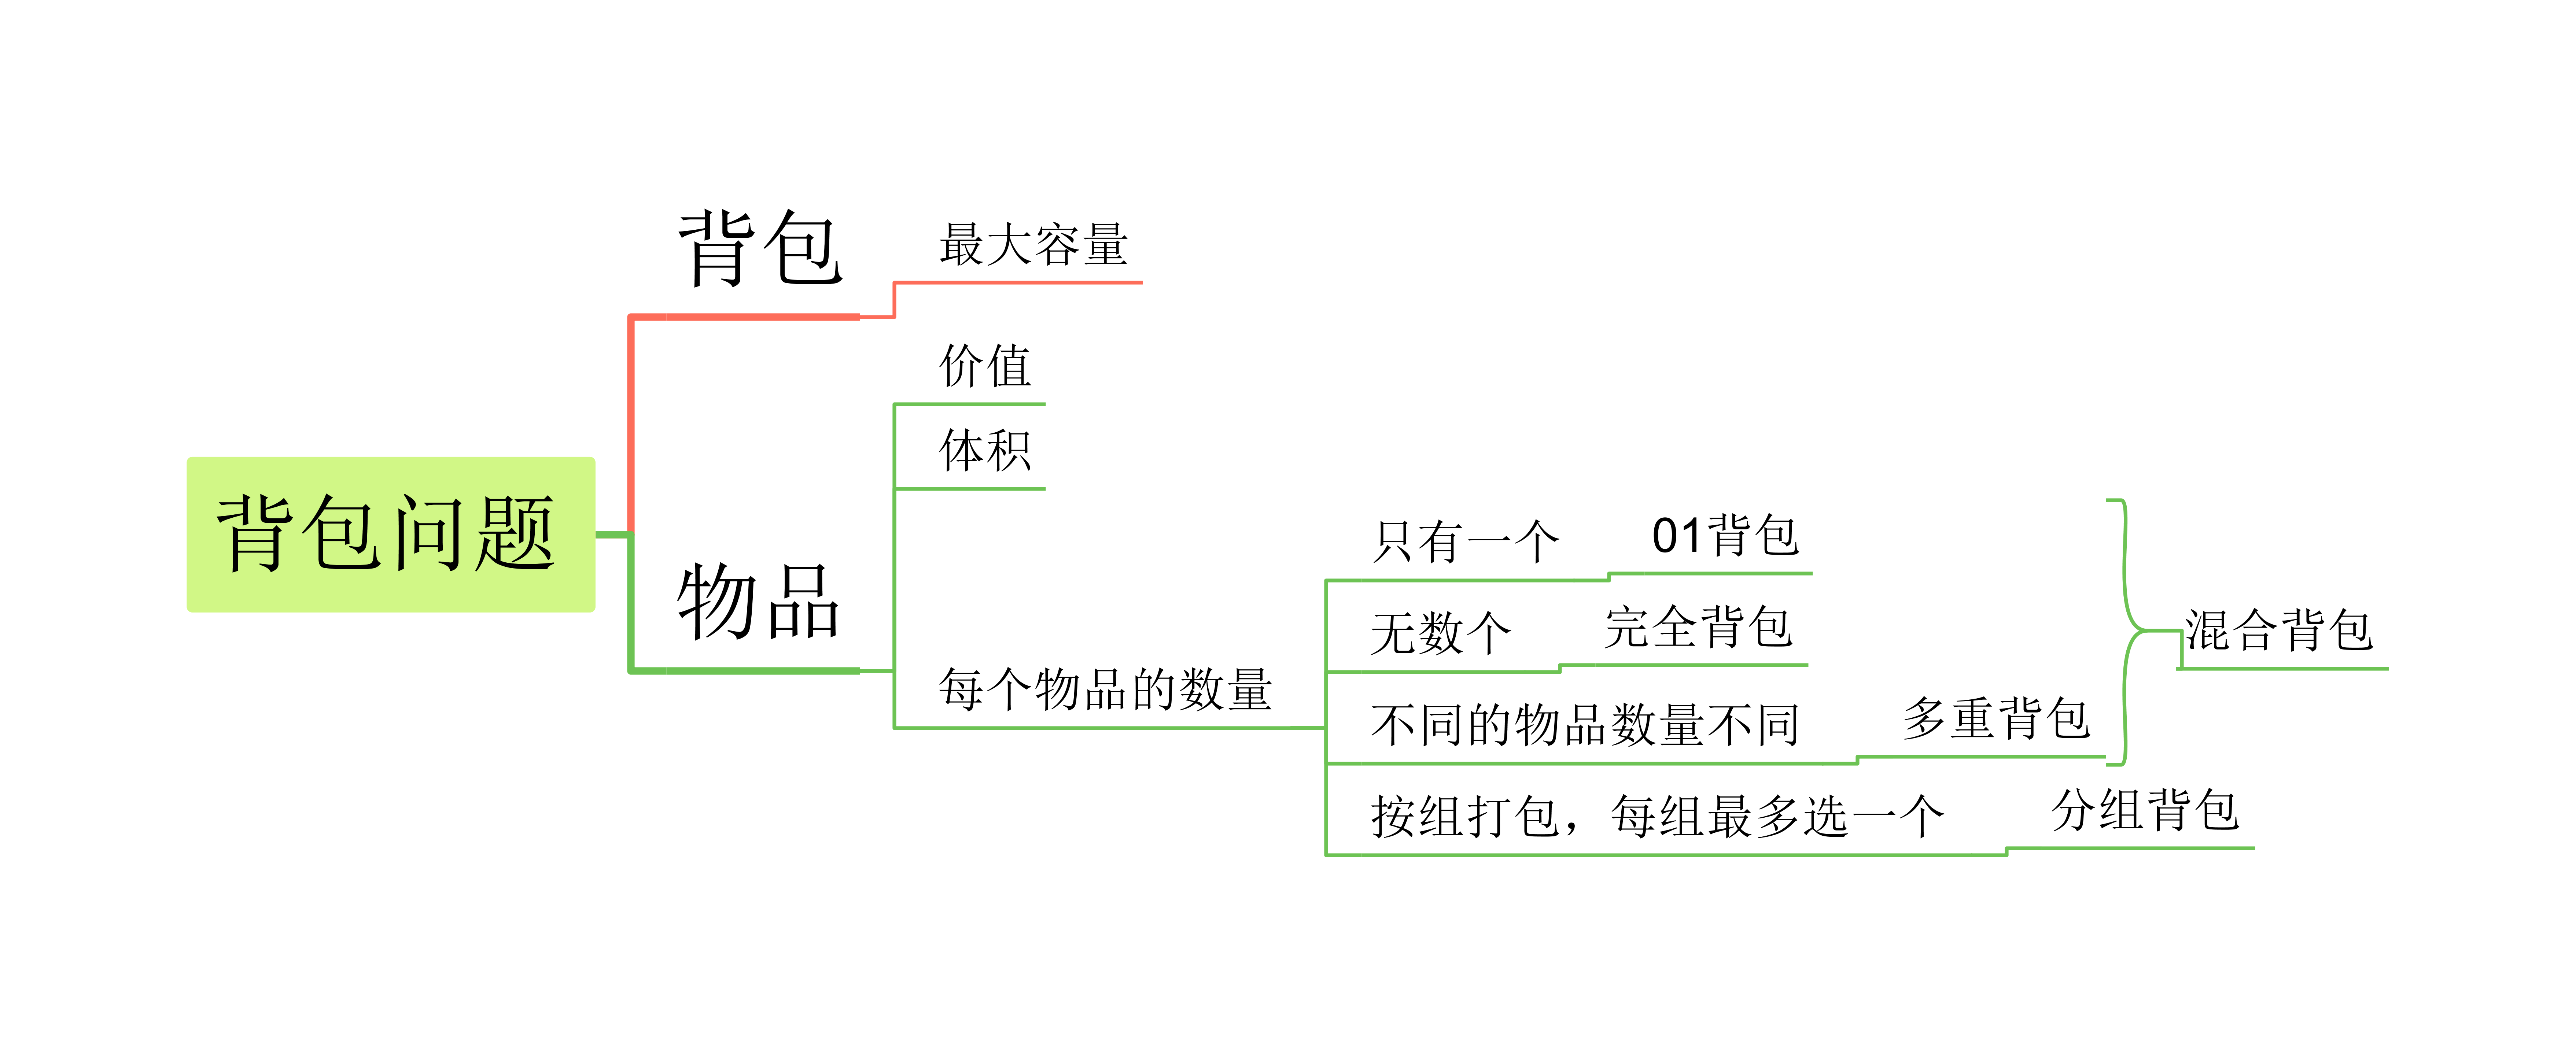 背包问题
背包
最大容量
物品
价值
体积
每个物品的数量
只有一个
01背包
无数个
完全背包
不同的物品数量不同
多重背包
混合背包
按组打包，每组最多选一个
分组背包